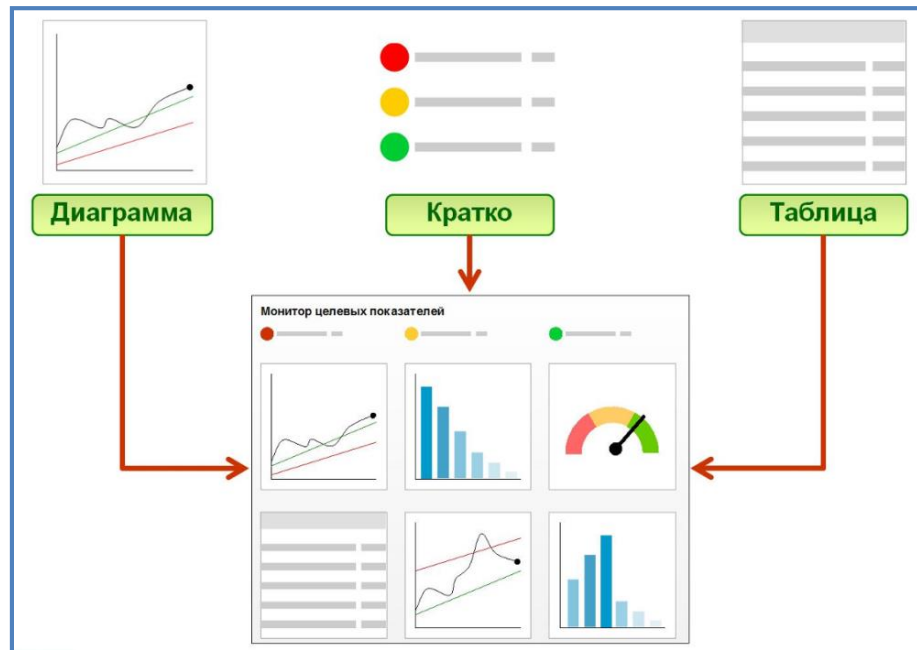 Диаграмма
Кратко
Таблица
Монитор целевых показателей